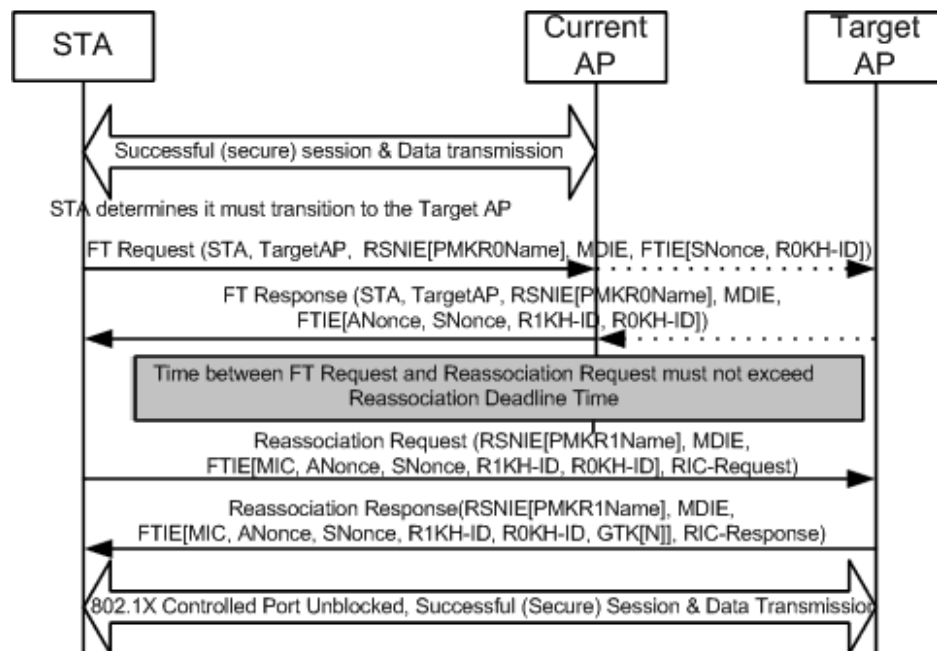 STA
Current
AP
Target
AP
Successful (secure) session & Data transmission
STA determines it must transition to the Target AP
FT Request (STA, TargetAP, RSNIE[PMKR0Name], MDIE, FTIE[SNonce, R0KH-ID])
FT Response (STA, TargetAP, RSNIE[PMKR0Name], MDIE,
FTIE[ANonce, SNonce, R1KH-ID, R0KH-ID])
Time between FT Request and Reassociation Request must not exceed
Reassociation Deadline Time
Reassociation Request (RSNIE[PMKR1Name], MDIE,
FTIE[MIC, ANonce, SNonce, R1KH-ID, R0KH-ID], RIC-Request)
Reassociation Response(RSNIE[PMKR1Name], MDIE,
FTIE[MIC, ANonce, SNonce, R1KH-ID, R0KH-ID, GTK[N]], RIC-Response)
802.1X Controlled Port Unblocked, Successful (Secure) Session & Data Transmission